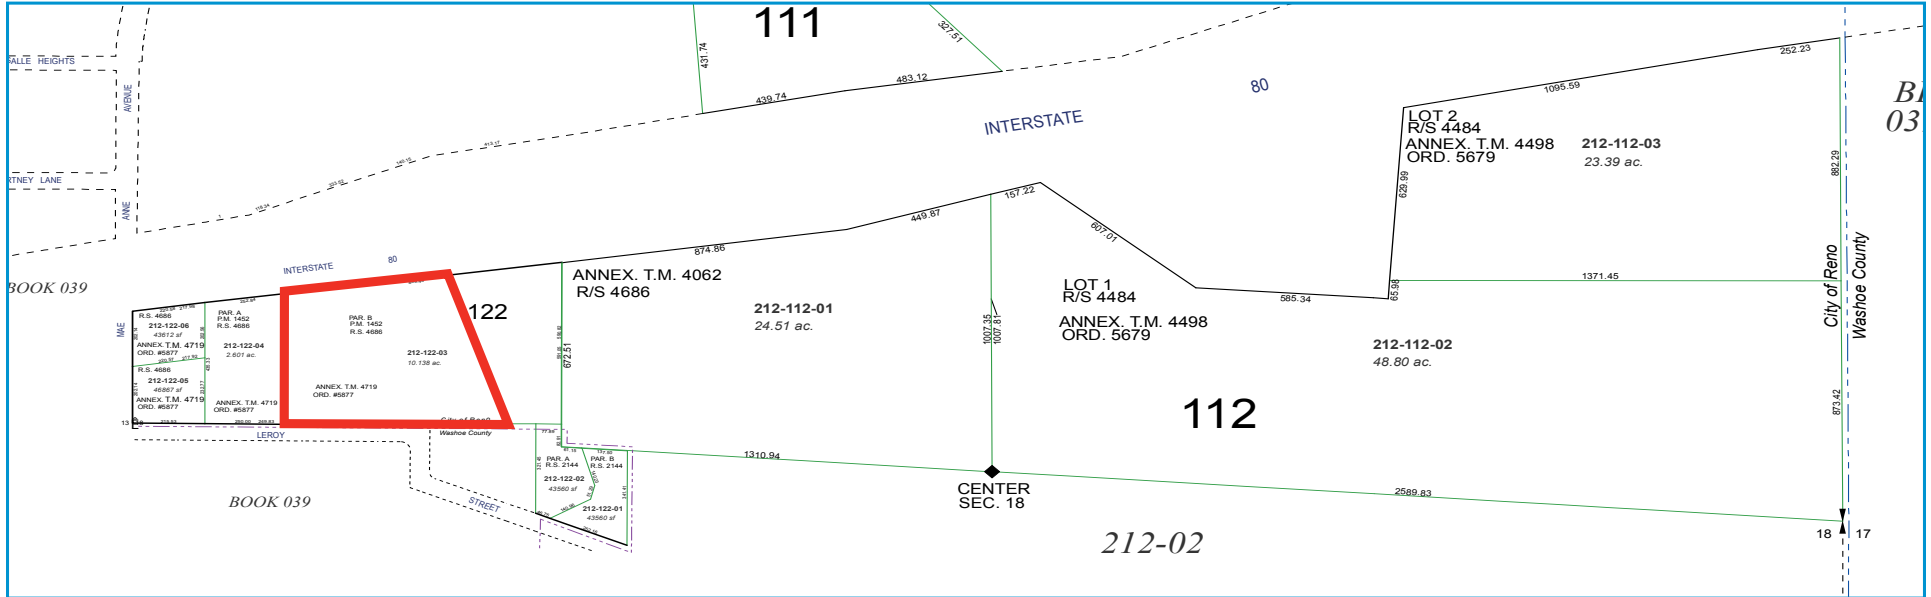 111
431.74
327.51
439.74
483.12
INTERSTATE
80
252.23
1095.59
LOT 2
R/S 4484
ANNEX. T.M. 4498
ORD. 5679
212-112-03
23.39 ac.
629.99
882.29
65.98
1371.45
City of Reno
Washoe County
ALLE HEIGHTS
AVENUE
RTNEY LANE
ANNE
BOOK 039
MAE
INTERSTATE
80
874.86
449.87
157.22
607.01
585.34
ANNEX. T.M. 4062
R/S 4686
212-112-01
24.51 ac.
LOT 1
R/S 4484
ANNEX. T.M. 4498
ORD. 5679
212-112-02
48.80 ac.
1007.35
1007.81
672.51
122
112
R.S. 4686
212-122-06
43612 sf
ANNEX. T.M. 4719
ORD. #5877
R.S. 4686
212-122-05
46867 sf
ANNEX. T.M. 4719
ORD. #5877
PAR. A
P.M. 1452
R.S. 4686
212-122-04
2.601 ac.
ANNEX. T.M. 4719
ORD. #5877
PAR. B
P.M. 1452
R.S. 4686
212-122-03
10.138 ac.
ANNEX. T.M. 4719
ORD. #5877
City of Reno
Washoe County
LEROY
STREET
BOOK 039
PAR. A
R.S. 2144
212-122-02
43560 sf
PAR. B
R.S. 2144
212-122-01
43560 sf
1310.94
CENTER
SEC. 18
2589.83
873.42
212-02
18
17